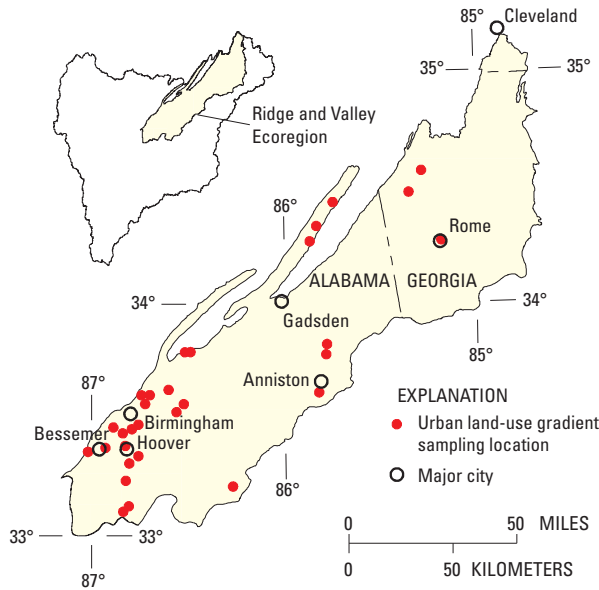 85°
Cleveland
35°
35°
Ridge and Valley
Ecoregion
86°
Rome
ALABAMA
GEORGIA
34°
34°
Gadsden
85°
87°
Anniston
EXPLANATION
Urban land-use gradient
sampling location
Major city
Birmingham
Bessemer
Hoover
86°
33°
33°
87°
0 50 MILES
0 50 KILOMETERS